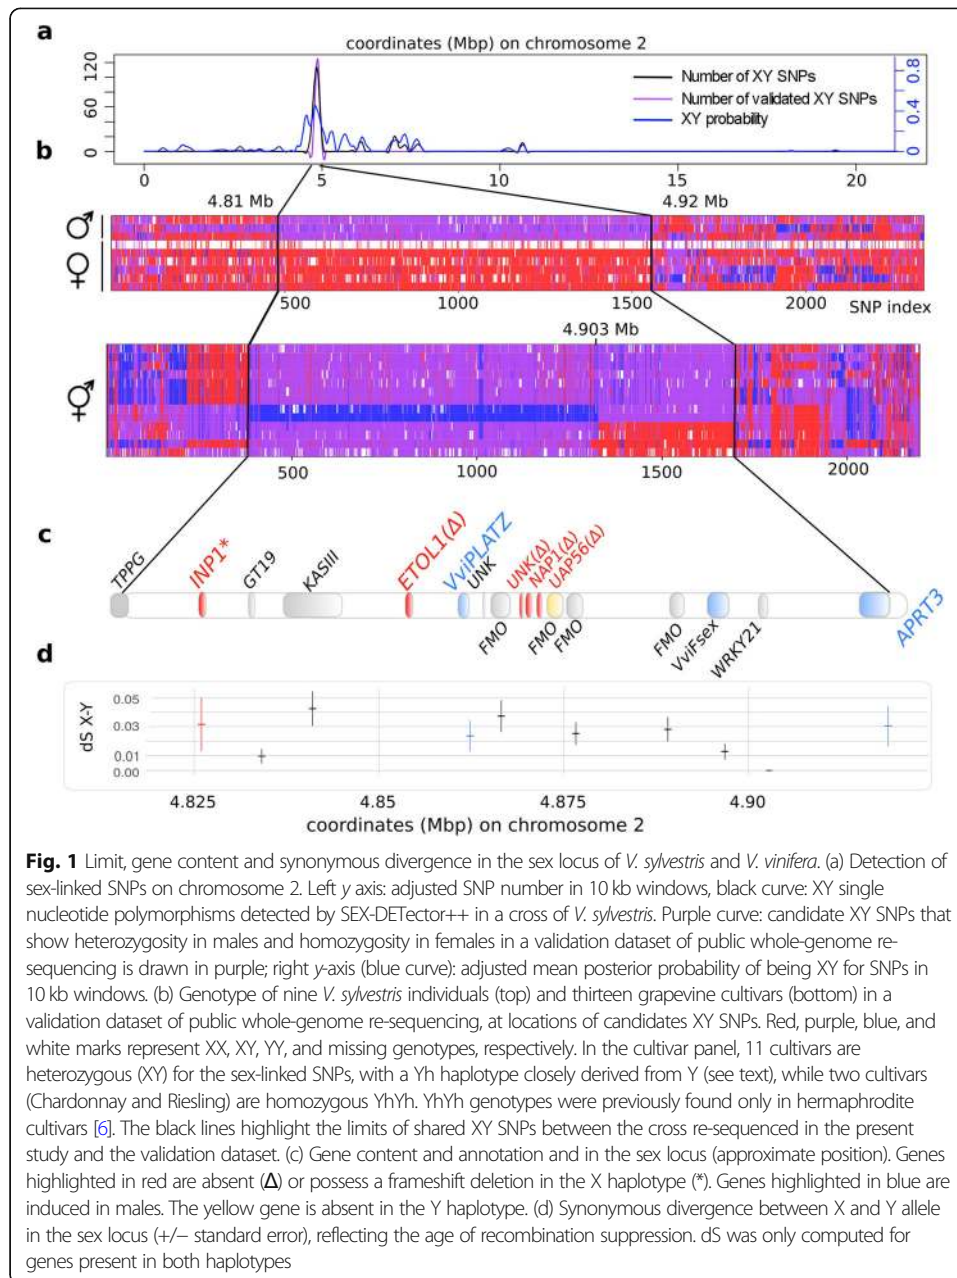 a
coordinates (Mbp) on chromosome 2
120
60
0
0.8
0.4
0
Number of XY SNPs
Number of validated XY SNPs
XY probability
b
0 5 10 15 20
4.81 Mb 4.92 Mb
♂
♀
500 1000 1500 2000 SNP index
4.903 Mb
⚥
500 1000 1500 2000
c
TPPG INP1* GT19 KASIII ETOL1(Δ) VviPLATZ UNK UNK(Δ) NAP1(Δ) UAP56(Δ)
FMO FMO FMO FMO VviFsex WRKY21 APRT3
d
dS X-Y
0.05
0.03
0.01
0.00
4.825 4.85 4.875 4.90
coordinates (Mbp) on chromosome 2
Fig. 1 Limit, gene content and synonymous divergence in the sex locus of V. sylvestris and V. vinifera. (a) Detection of
sex-linked SNPs on chromosome 2. Left y axis: adjusted SNP number in 10 kb windows, black curve: XY single
nucleotide polymorphisms detected by SEX-DETector++ in a cross of V. sylvestris. Purple curve: candidate XY SNPs that
show heterozygosity in males and homozygosity in females in a validation dataset of public whole-genome re-
sequencing is drawn in purple; right y-axis (blue curve): adjusted mean posterior probability of being XY for SNPs in
10 kb windows. (b) Genotype of nine V. sylvestris individuals (top) and thirteen grapevine cultivars (bottom) in a
validation dataset of public whole-genome re-sequencing, at locations of candidates XY SNPs. Red, purple, blue, and
white marks represent XX, XY, YY, and missing genotypes, respectively. In the cultivar panel, 11 cultivars are
heterozygous (XY) for the sex-linked SNPs, with a Yh haplotype closely derived from Y (see text), while two cultivars
(Chardonnay and Riesling) are homozygous YhYh. YhYh genotypes were previously found only in hermaphrodite
cultivars [6]. The black lines highlight the limits of shared XY SNPs between the cross re-sequenced in the present
study and the validation dataset. (c) Gene content and annotation and in the sex locus (approximate position). Genes
highlighted in red are absent (Δ) or possess a frameshift deletion in the X haplotype (*). Genes highlighted in blue are
induced in males. The yellow gene is absent in the Y haplotype. (d) Synonymous divergence between X and Y allele
in the sex locus (+/− standard error), reflecting the age of recombination suppression. dS was only computed for
genes present in both haplotypes